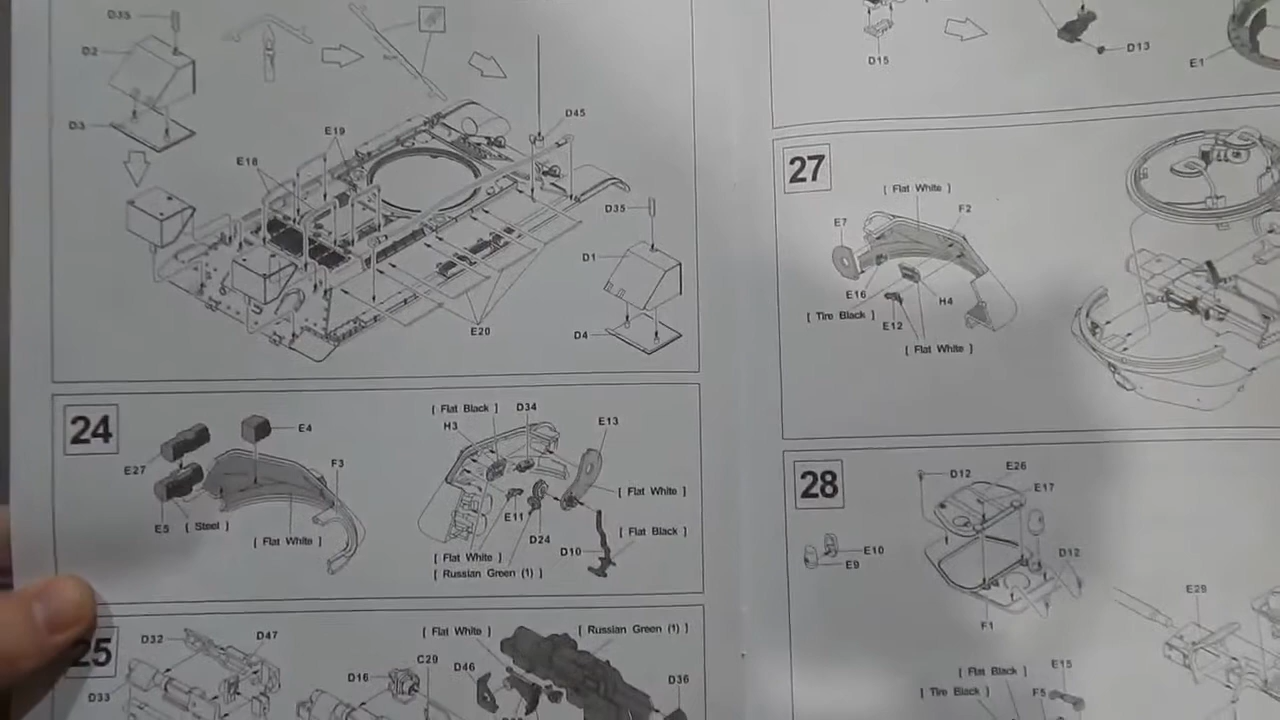 D35
D2
D3
E19
E18
D45
D35
D1
D4
E20
24
E27
E5
[ Steel ]
E4
F3
[ Flat White ]
[ Flat Black ]
H3
D34
E13
[ Flat White ]
E11
D24
[ Flat Black ]
D10
[ Flat White ]
[ Russian Green (1) ]
25
D32
D47
D33
D16
C29
[ Flat White ]
[ Russian Green (1) ]
D46
D36
D15
D13
E1
27
[ Flat White ]
E7
F2
E16
H4
[ Tire Black ]
E12
[ Flat White ]
28
D12
E26
E17
E10
E9
D12
F1
E29
[ Flat Black ]
E15
[ Tire Black ]
F5